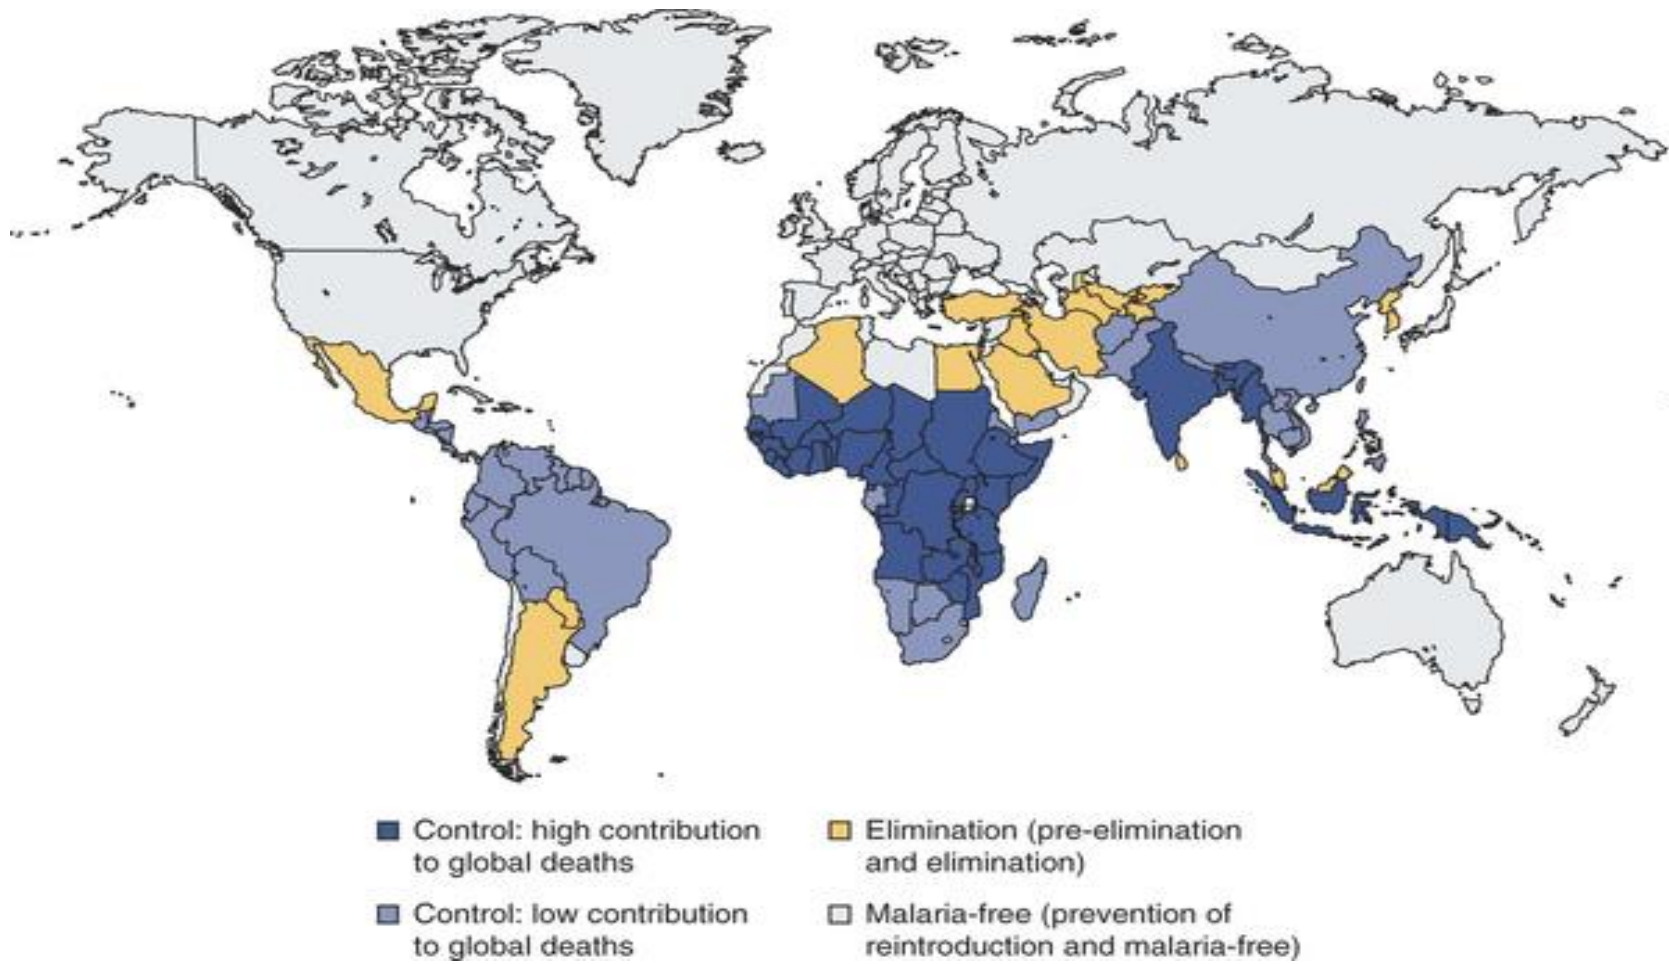 Control: high contribution
to global deaths
Control: low contribution
to global deaths
Elimination (pre-elimination
and elimination)
Malaria-free (prevention of
reintroduction and malaria-free)